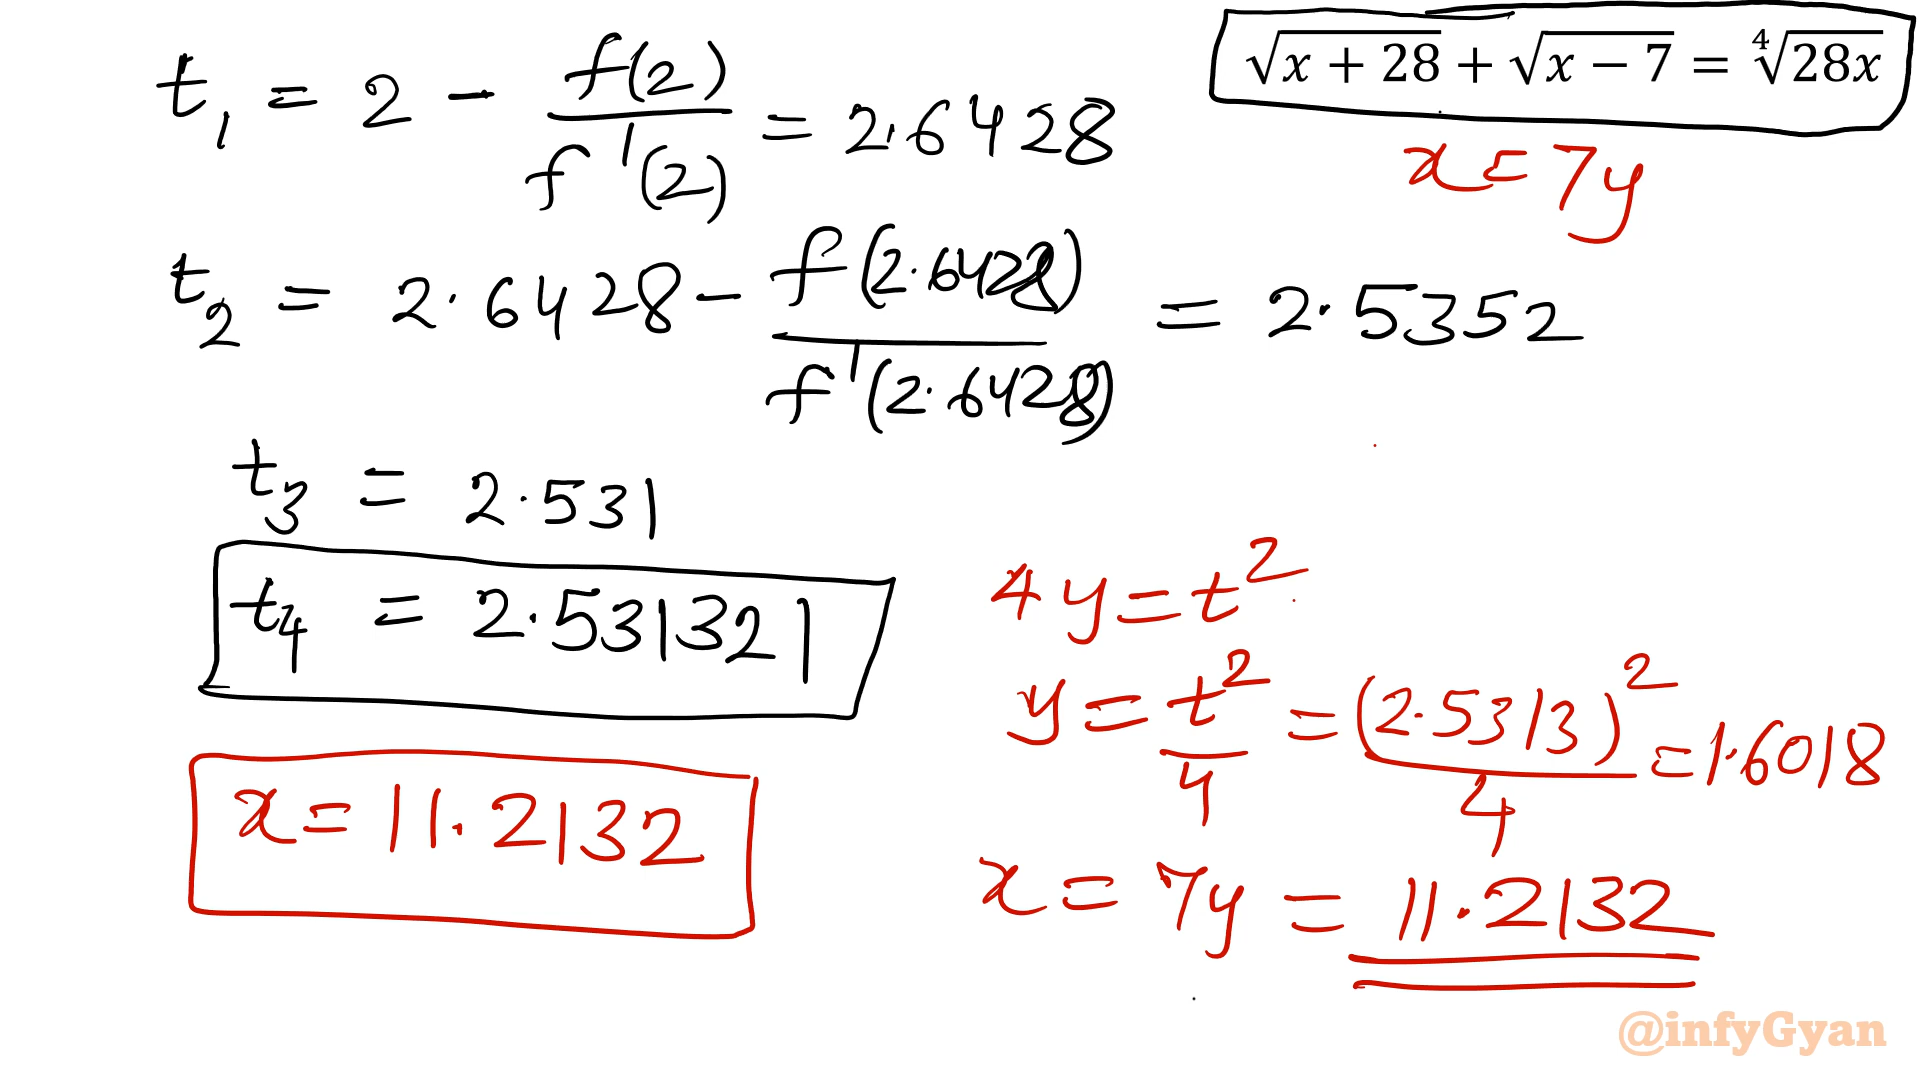 √(x + 28) + √(x − 7) = ∜(28x)
x = 7y
t₁ = 2 − f(2)/f'(2) = 2.6428
t₂ = 2.6428 − f(2.6428)/f'(2.6428) = 2.5352
t₃ = 2.531
t₄ = 2.531321
x = 11.2132
4y = t²
y = t²/4 = (2.5313)²/4 = 1.6018
x = 7y = 11.2132
@infyGyan